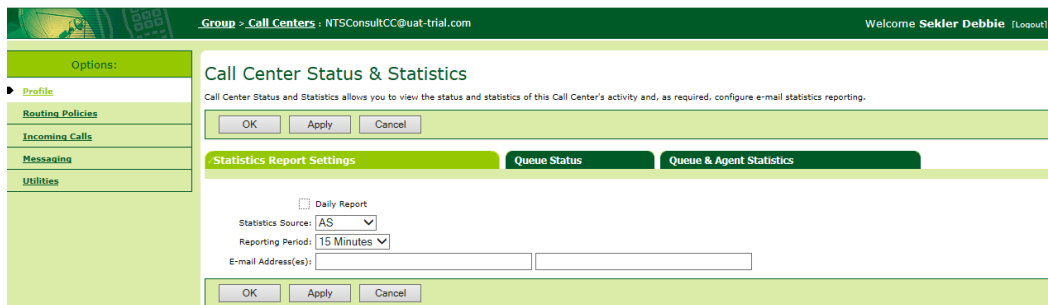 Group > Call Centers : NTSConsultCC@uat-trial.com Welcome Sekler Debbie [Logout]
Options:
Profile
Routing Policies
Incoming Calls
Messaging
Utilities
Call Center Status & Statistics
Call Center Status and Statistics allows you to view the status and statistics of this Call Center's activity and, as required, configure e-mail statistics reporting.
OK Apply Cancel
Statistics Report Settings Queue Status Queue & Agent Statistics
Daily Report
Statistics Source: AS
Reporting Period: 15 Minutes
E-mail Address(es):
OK Apply Cancel